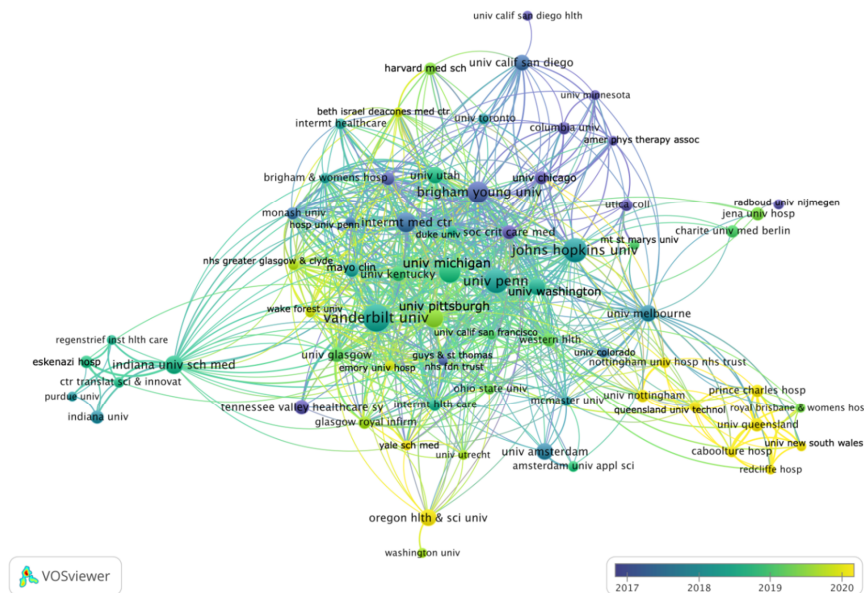 univ calif san diego hlth
univ calif san diego
harvard med sch
univ minnesota
beth israel deacones med ctr
intermt healthcare
univ toronto
columbia univ
amer phys therapy assoc
brigham & womens hosp
univ utah
univ chicago
brigham young univ
utica coll
radboud univ nijmegen
jena univ hosp
monash univ
hosp univ penn
intermt med ctr
duke univ
soc crit care med
charite univ med berlin
mt st marys univ
johns hopkins univ
nhs greater glasgow & clyde
mayo clin
univ kentucky
univ michigan
univ penn
univ washington
wake forest univ
vanderbilt univ
univ pittsburgh
univ melbourne
regenstrief inst hlth care
univ calif san francisco
western hlth
eskenazi hosp
indiana univ sch med
univ glasgow
guys & st thomas
nhs fdn trust
emory univ hosp
univ colorado
nottingham univ hosp nhs trust
ctr translat sci & innovat
purdue univ
ohio state univ
prince charles hosp
indiana univ
tennessee valley healthcare sy
intermt hlth care
mcmaster univ
univ nottingham
queensland univ technol
royal brisbane & womens hos
glasgow royal infirm
univ queensland
yale sch med
univ utrecht
univ amsterdam
amsterdam univ appl sci
caboolture hosp
univ new south wales
redcliffe hosp
oregon hlth & sci univ
washington univ
VOSviewer
2017 2018 2019 2020